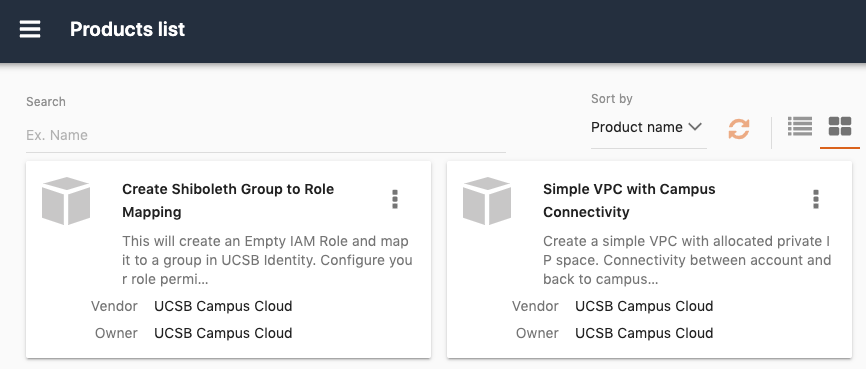 Products list
Search
Sort by
Ex. Name
Product name
Create Shiboleth Group to Role
Mapping
This will create an Empty IAM Role and map
it to a group in UCSB Identity. Configure you
r role permi...
Vendor UCSB Campus Cloud
Owner UCSB Campus Cloud
Simple VPC with Campus
Connectivity
Create a simple VPC with allocated private I
P space. Connectivity between account and
back to campus...
Vendor UCSB Campus Cloud
Owner UCSB Campus Cloud